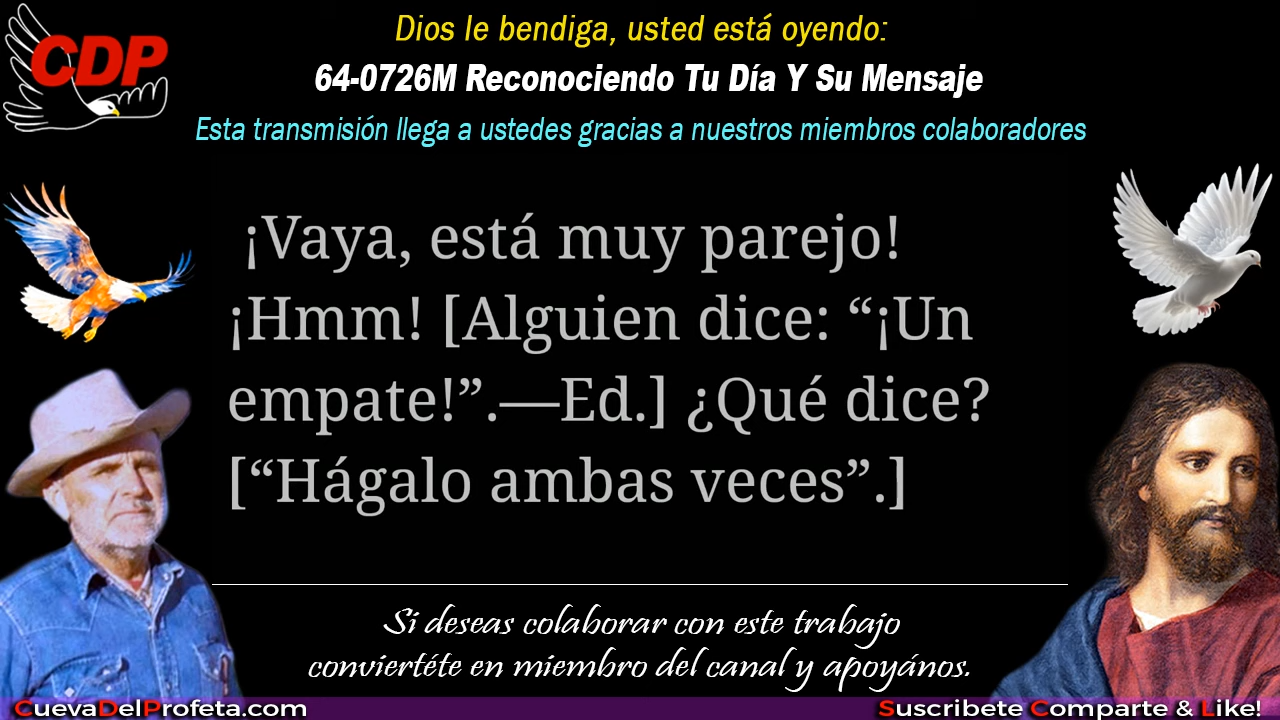 CDP
Dios le bendiga, usted está oyendo:
64-0726M Reconociendo Tu Día Y Su Mensaje
Esta transmisión llega a ustedes gracias a nuestros miembros colaboradores
¡Vaya, está muy parejo!
¡Hmm! [Alguien dice: “¡Un
empate!”.—Ed.] ¿Qué dice?
[“Hágalo ambas veces”.]
Si deseas colaborar con este trabajo
conviertéte en miembro del canal y apoyános.
CuevaDelProfeta.com
Suscribete Comparte & Like!